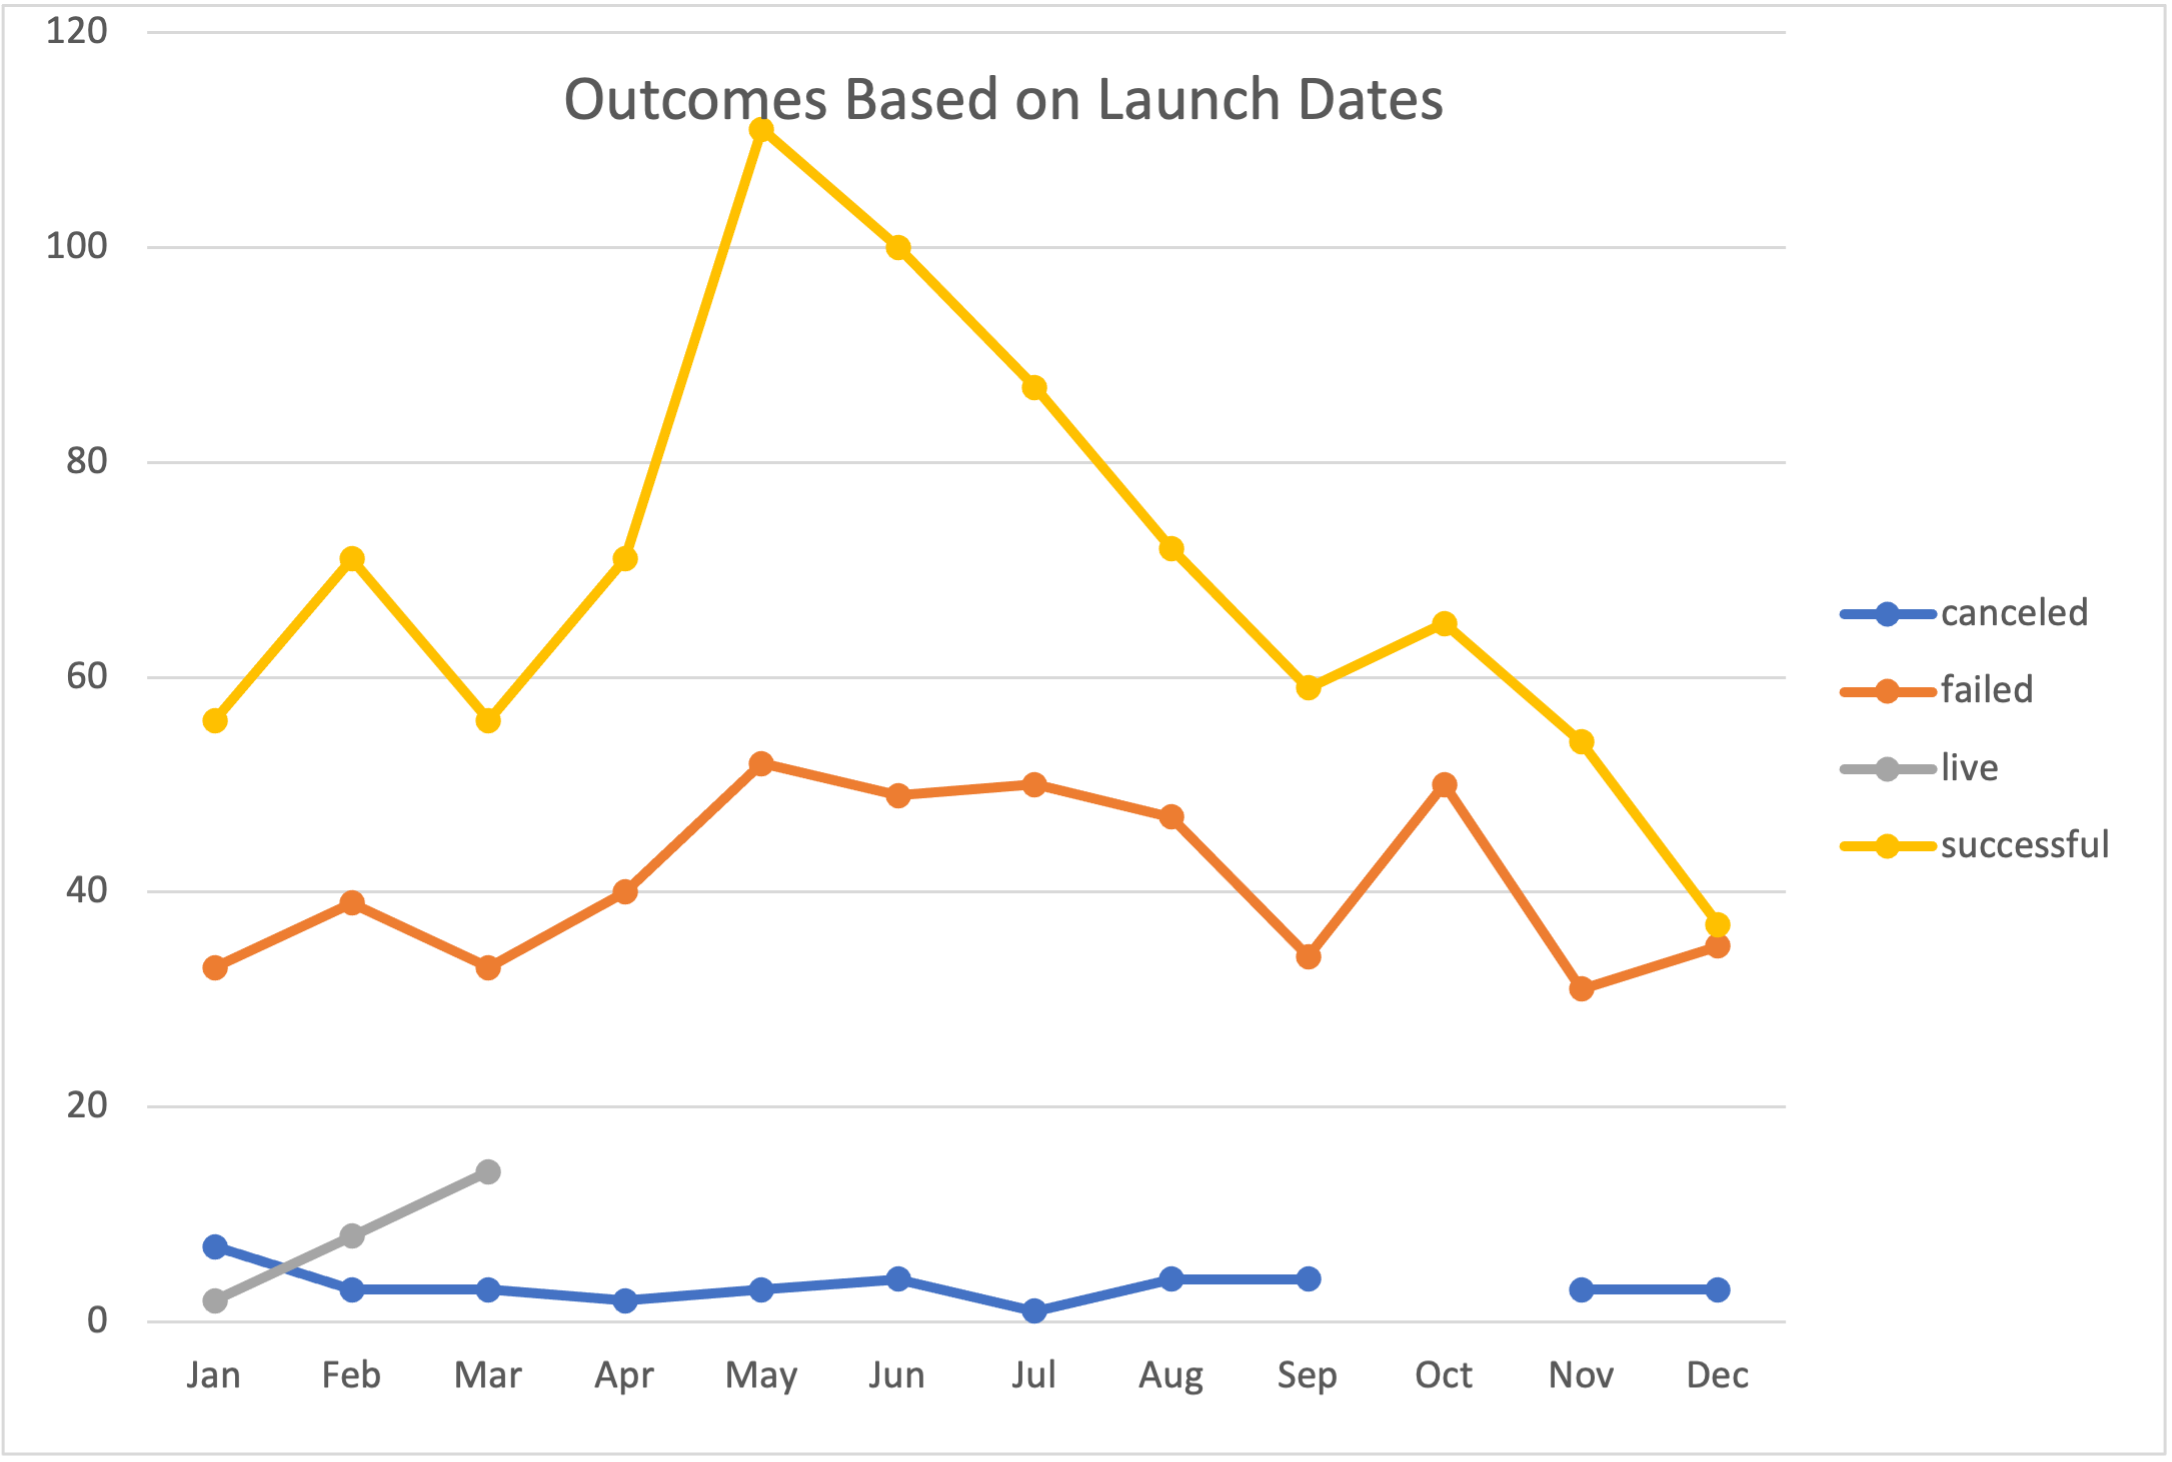 Outcomes Based on Launch Dates
120
100
80
60
40
20
0
Jan Feb Mar Apr May Jun Jul Aug Sep Oct Nov Dec
canceled
failed
live
successful